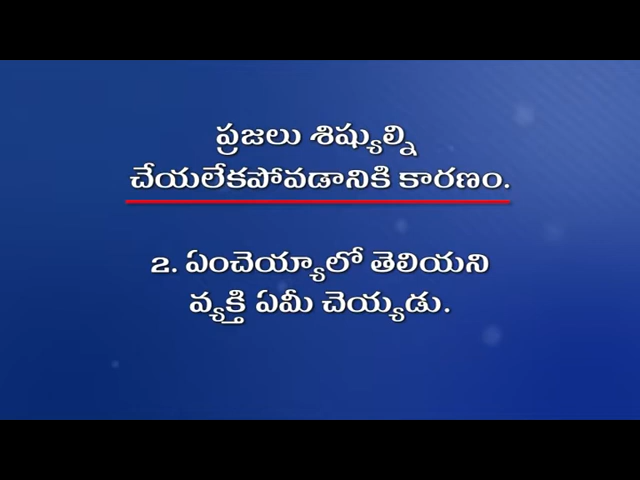 ప్రజలు శిష్యుల్ని
చేయలేకపోవడానికి కారణం.
2. ఏంచెయ్యాలో తెలియని
వ్యక్తి ఏమీ చెయ్యడు.